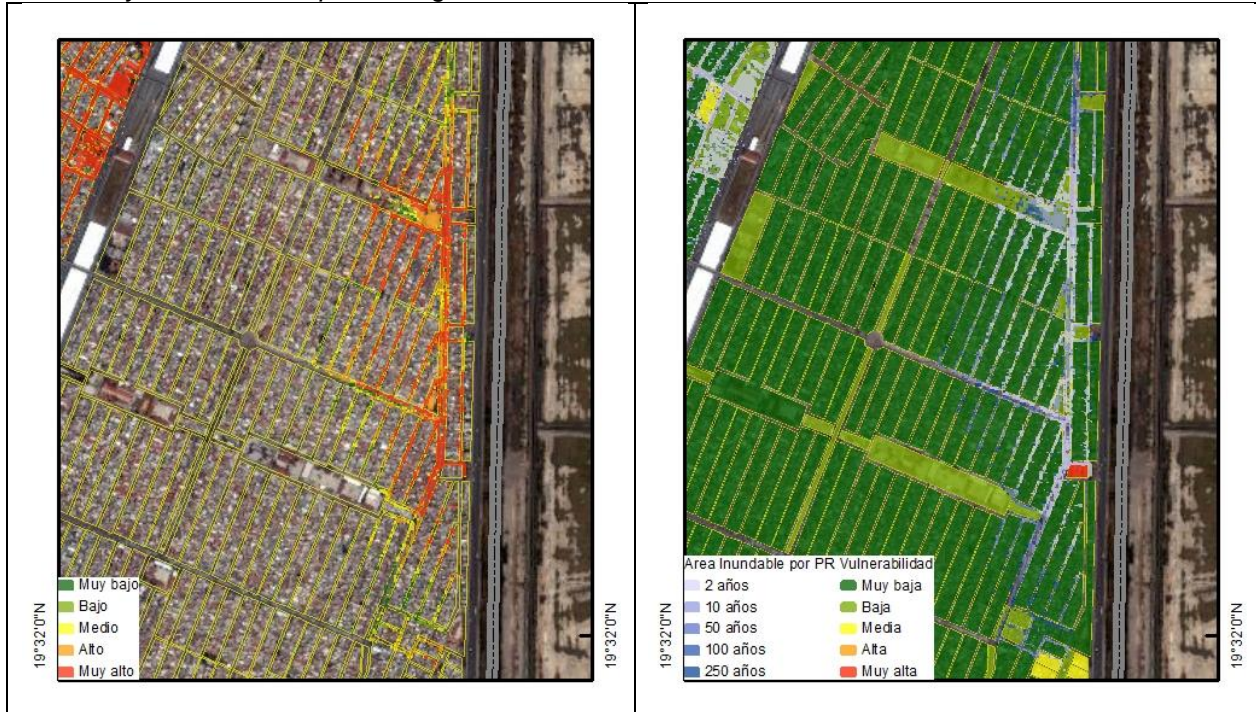 Muy bajo
Bajo
Medio
Alto
Muy alto
19°32'0"N
19°32'0"N
Area Inundable por PR Vulnerabilidad
2 años Muy baja
10 años Baja
50 años Media
100 años Alta
250 años Muy alta
19°32'0"N
19°32'0"N